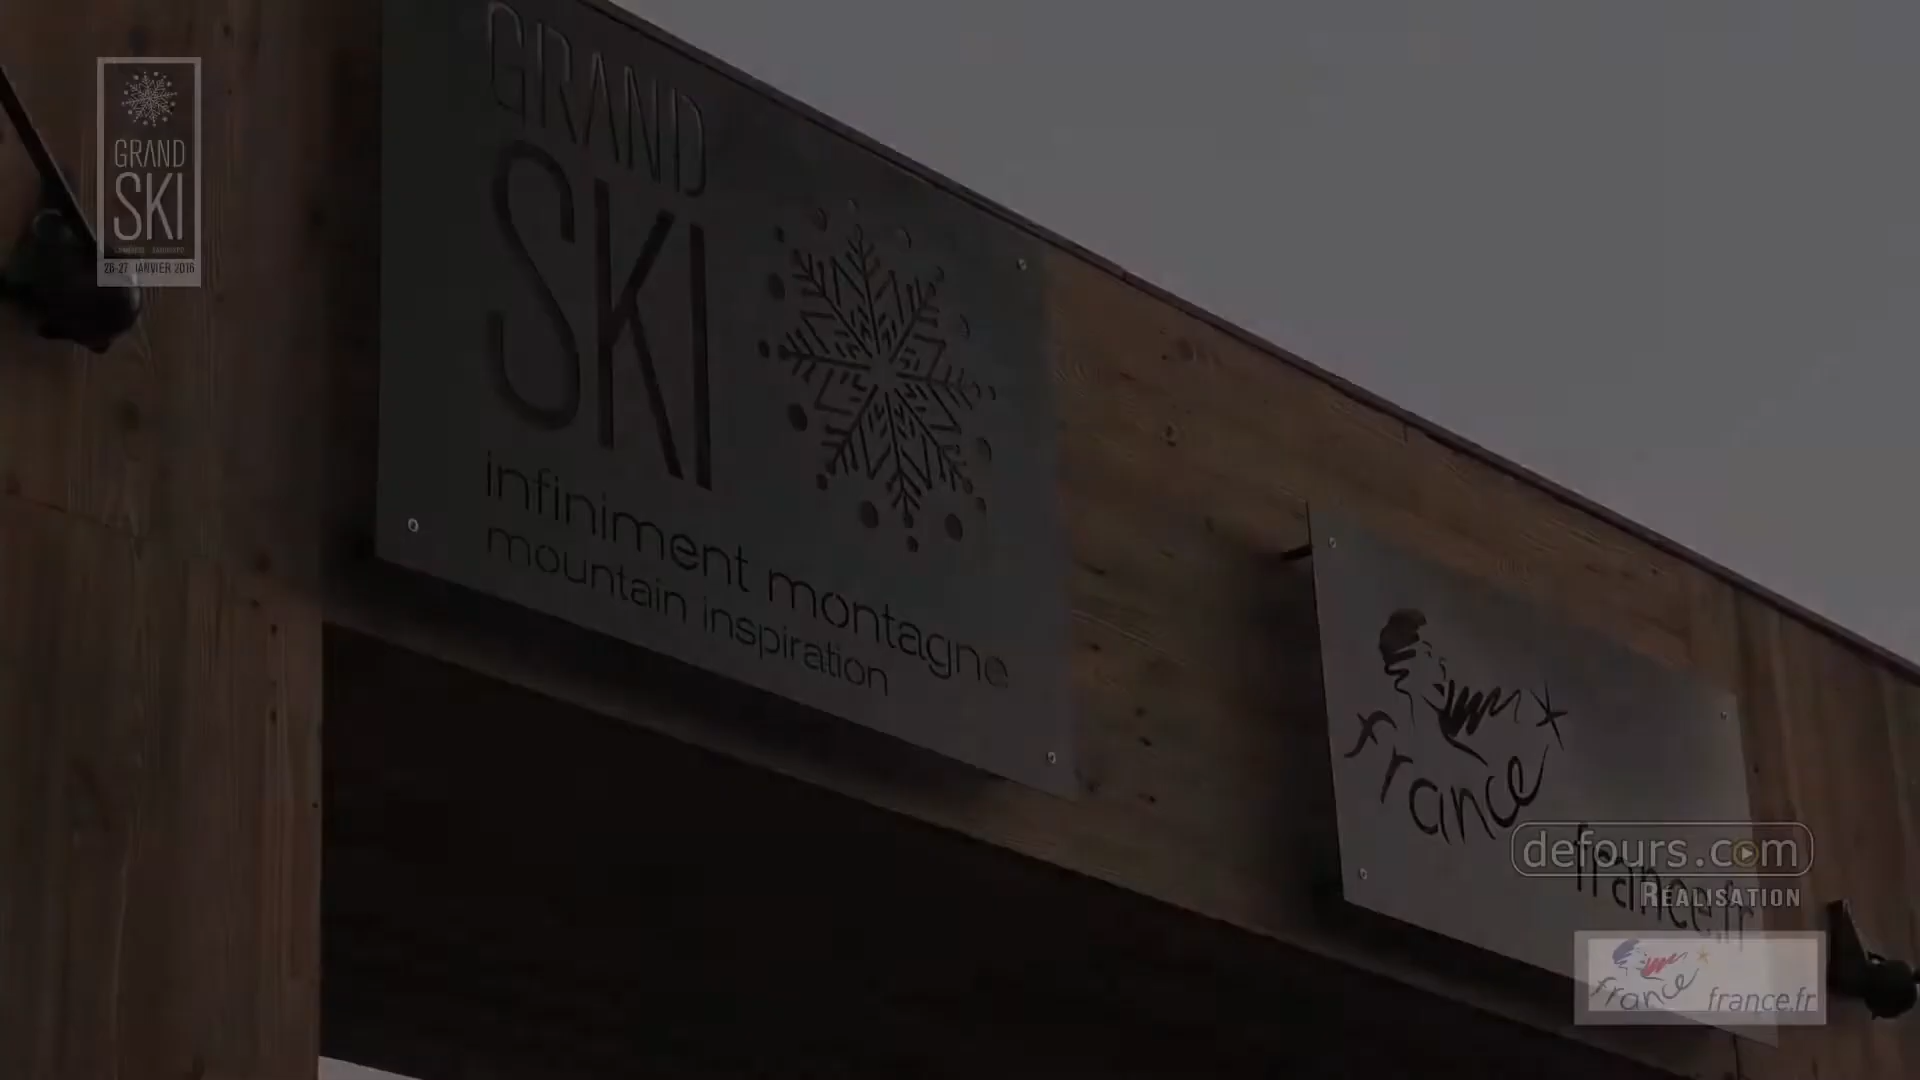 GRAND
SKI
26-27 JANVIER 2016
GRAND
SKI
infiniment montagne
mountain inspiration
france
france.fr
defours.com
RÉALISATION
france
france.fr